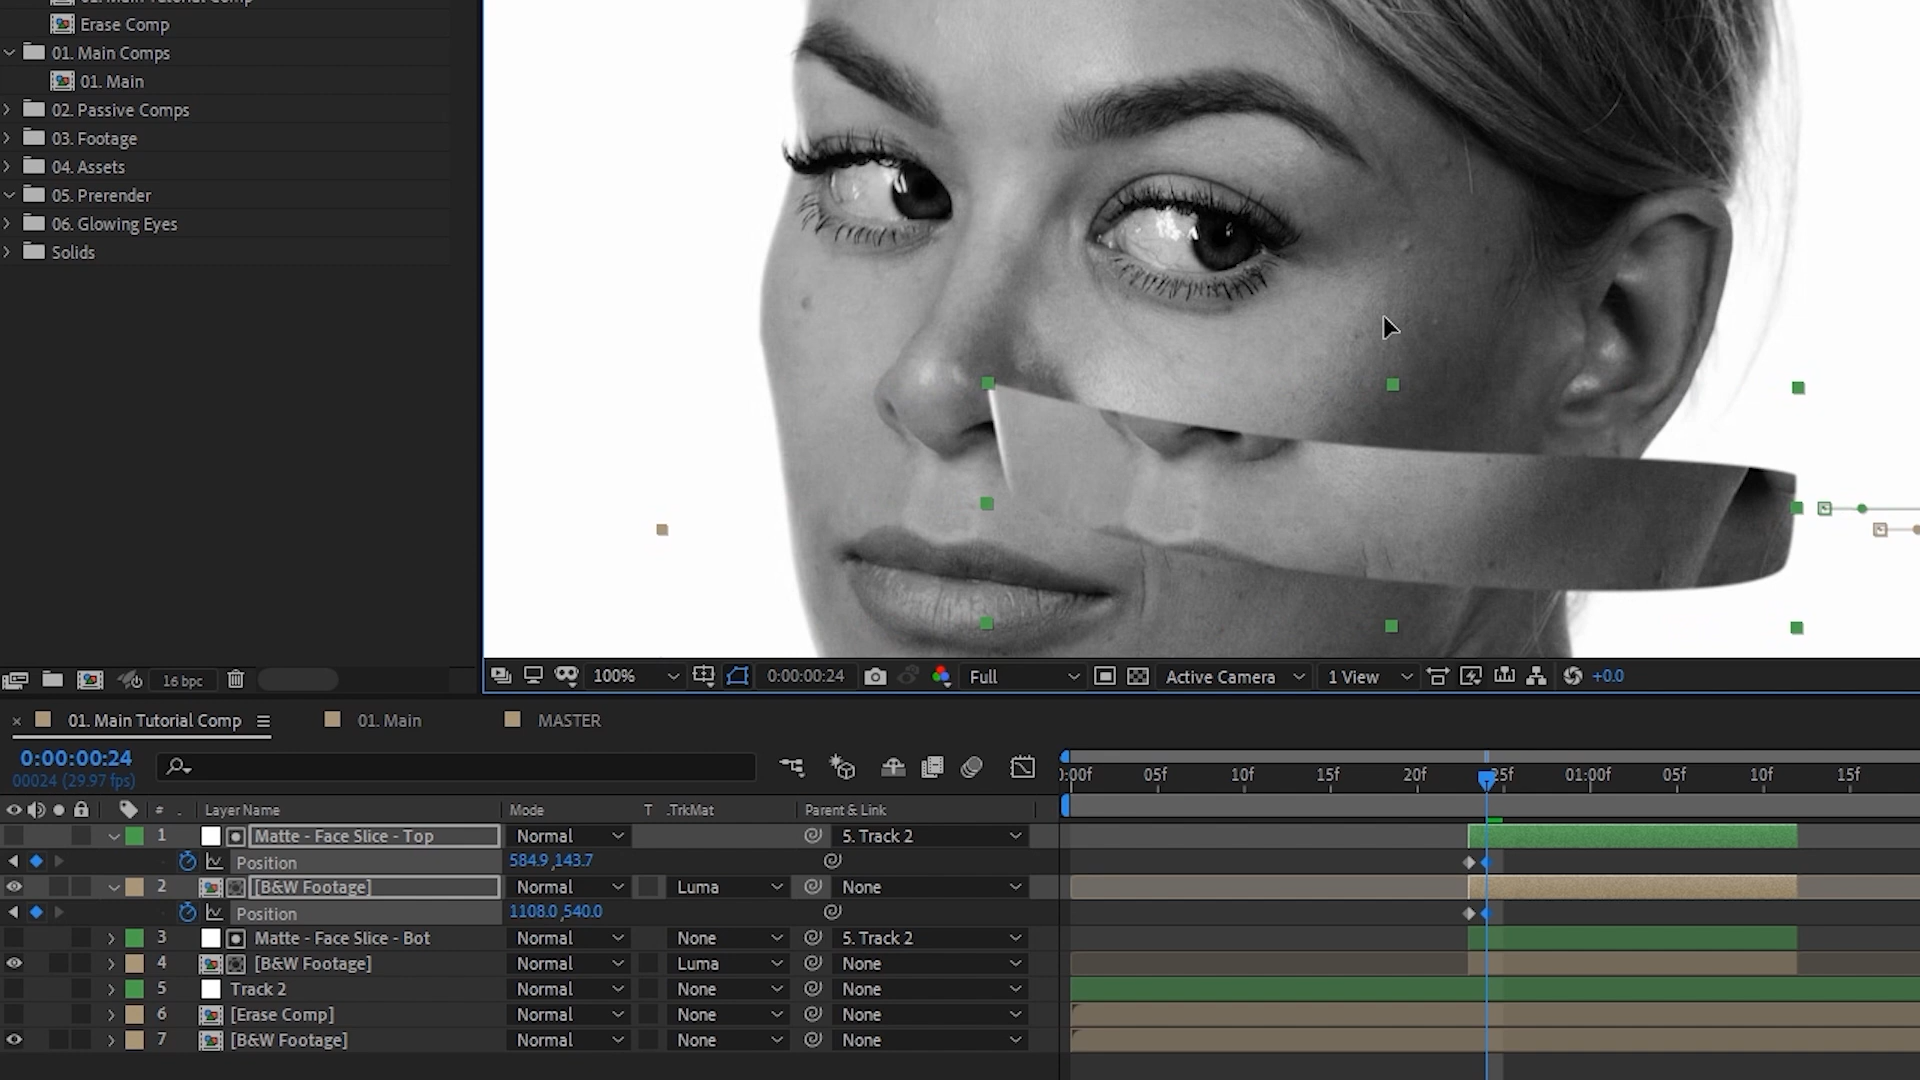 01. Main Tutorial Comp
Erase Comp
01. Main Comps
01. Main
02. Passive Comps
03. Footage
04. Assets
05. Prerender
06. Glowing Eyes
Solids
16 bpc
100%
0:00:00:24
Full
Active Camera
1 View
+0.0
01. Main Tutorial Comp
01. Main
MASTER
0:00:00:24
00024 (29.97 fps)
0:00f 05f 10f 15f 20f 25f 01:00f 05f 10f 15f
# Layer Name Mode T .TrkMat Parent & Link
1 Matte - Face Slice - Top Normal 5. Track 2
Position 584.9,143.7
2 [B&W Footage] Normal Luma None
Position 1108.0,540.0
3 Matte - Face Slice - Bot Normal None 5. Track 2
4 [B&W Footage] Normal Luma None
5 Track 2 Normal None None
6 [Erase Comp] Normal None None
7 [B&W Footage] Normal None None